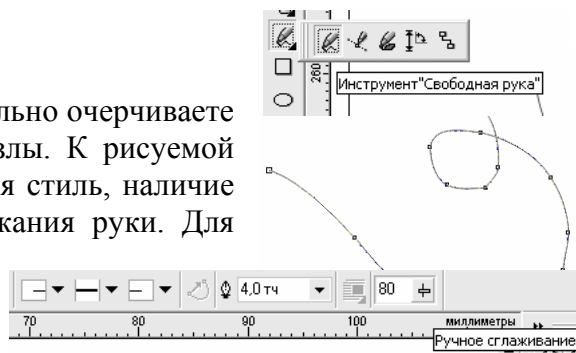 260
Инструмент"Свободная рука"
льно очерчиваете
злы. К рисуемой
я стиль, наличие
жания руки. Для
4,0 тч
80
70 80 90 100 миллиметры
Ручное сглаживание